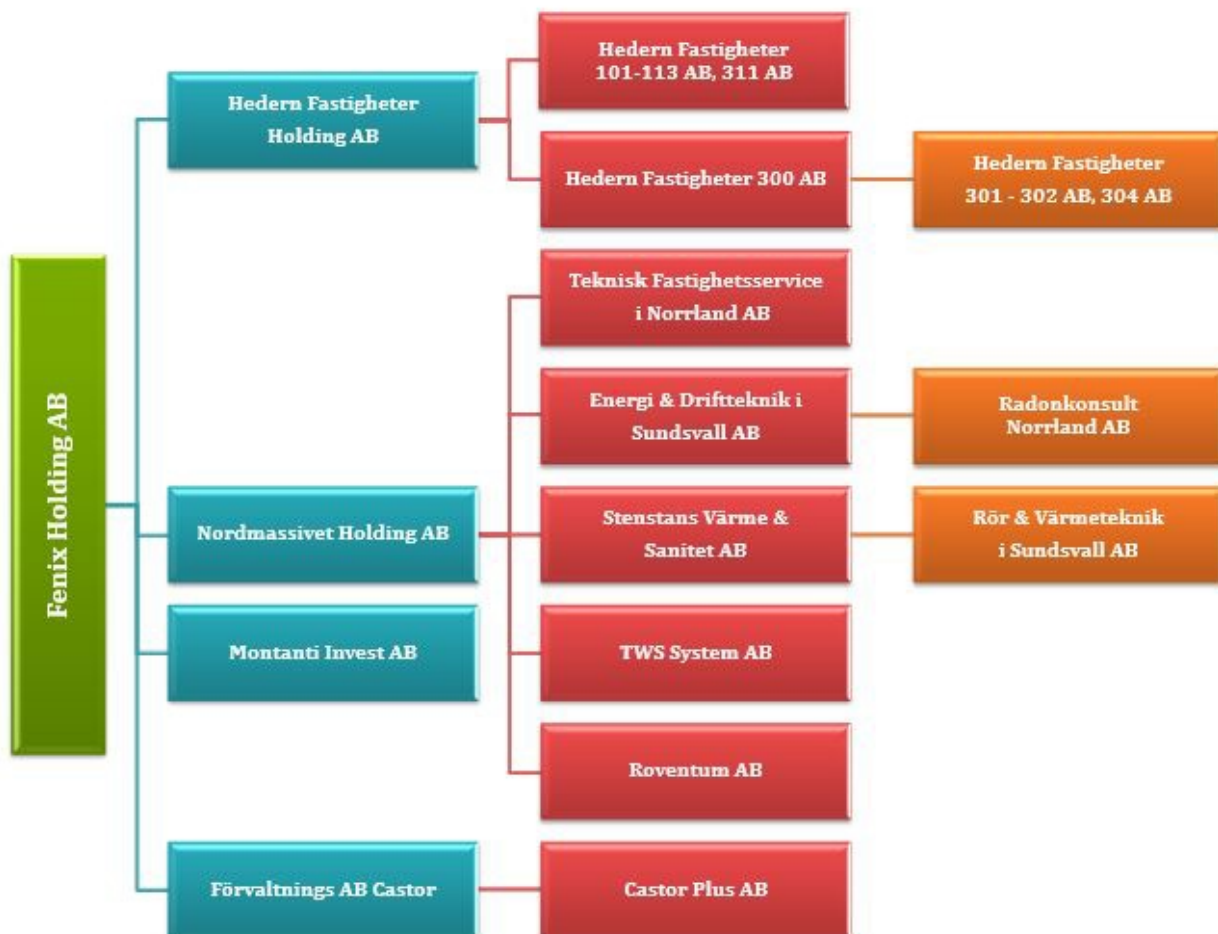 Fenix Holding AB
Hedern Fastigheter
Holding AB
Hedern Fastigheter
101-113 AB, 311 AB
Hedern Fastigheter 300 AB
Hedern Fastigheter
301 - 302 AB, 304 AB
Nordmassivet Holding AB
Teknisk Fastighetsservice
i Norrland AB
Energi & Driftteknik i
Sundsvall AB
Radonkonsult
Norrland AB
Stenstans Värme &
Sanitet AB
Rör & Värmeteknik
i Sundsvall AB
TWS System AB
Roventum AB
Montanti Invest AB
Förvaltnings AB Castor
Castor Plus AB